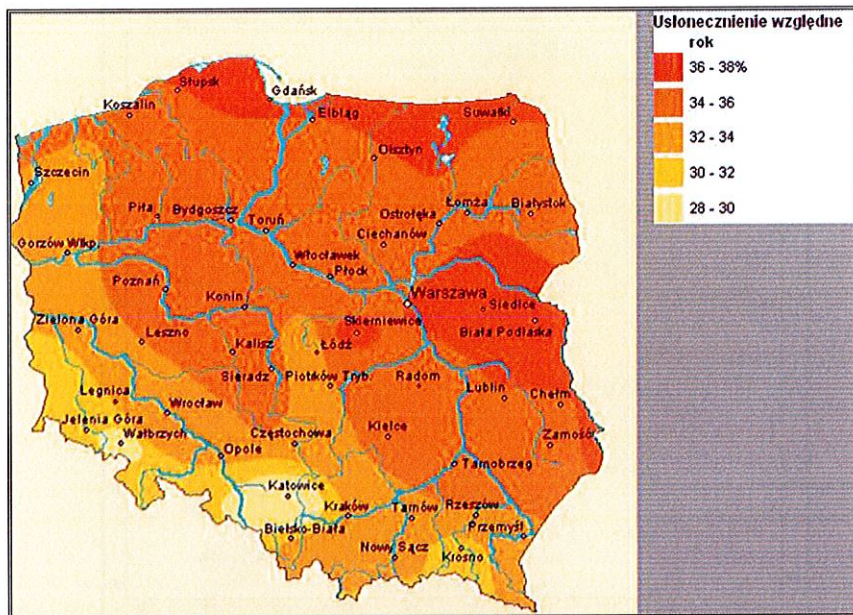 Usłonecznienie względne
rok
36 - 38%
34 - 36
32 - 34
30 - 32
28 - 30
Słupsk
Gdańsk
Koszalin
Elbląg
Suwałki
Olsztyn
Szczecin
Piła
Bydgoszcz
Toruń
Ostrołęka
Łomża
Białystok
Ciechanów
Gorzów Wlkp
Włocławek
Płock
Poznań
Konin
Warszawa
Siedlce
Zielona Góra
Leszno
Skierniewice
Biała Podlaska
Kalisz
Łódź
Sieradz
Piotrków Tryb.
Radom
Lublin
Chełm
Legnica
Wrocław
Jelenia Góra
Wałbrzych
Częstochowa
Kielce
Zamość
Opole
Tarnobrzeg
Katowice
Kraków
Tarnów
Rzeszów
Przemyśl
Bielsko-Biała
Nowy Sącz
Krosno